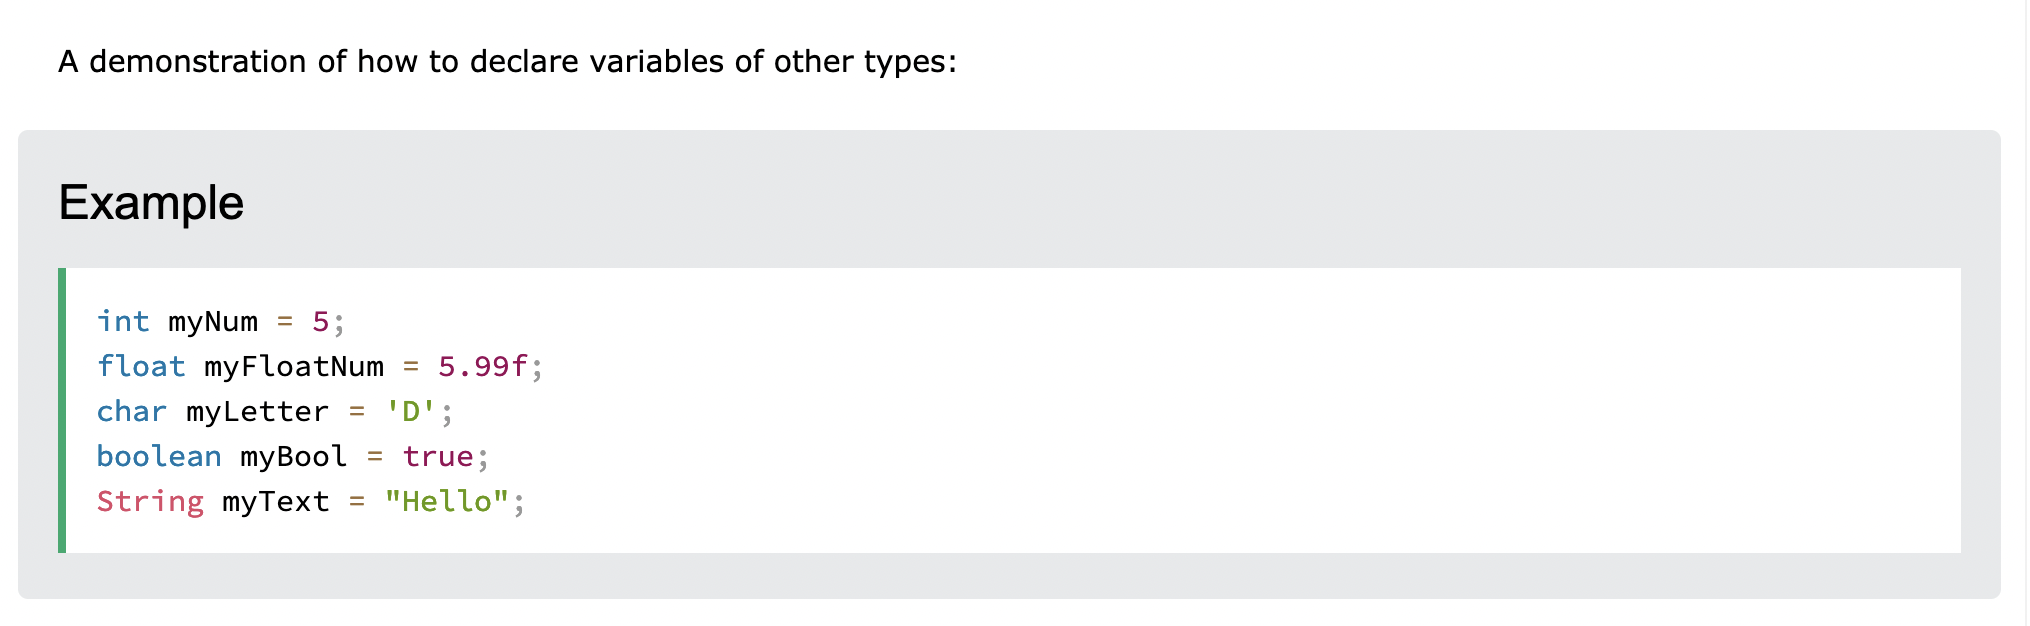 A demonstration of how to declare variables of other types:
Example
int myNum = 5;
float myFloatNum = 5.99f;
char myLetter = 'D';
boolean myBool = true;
String myText = "Hello";